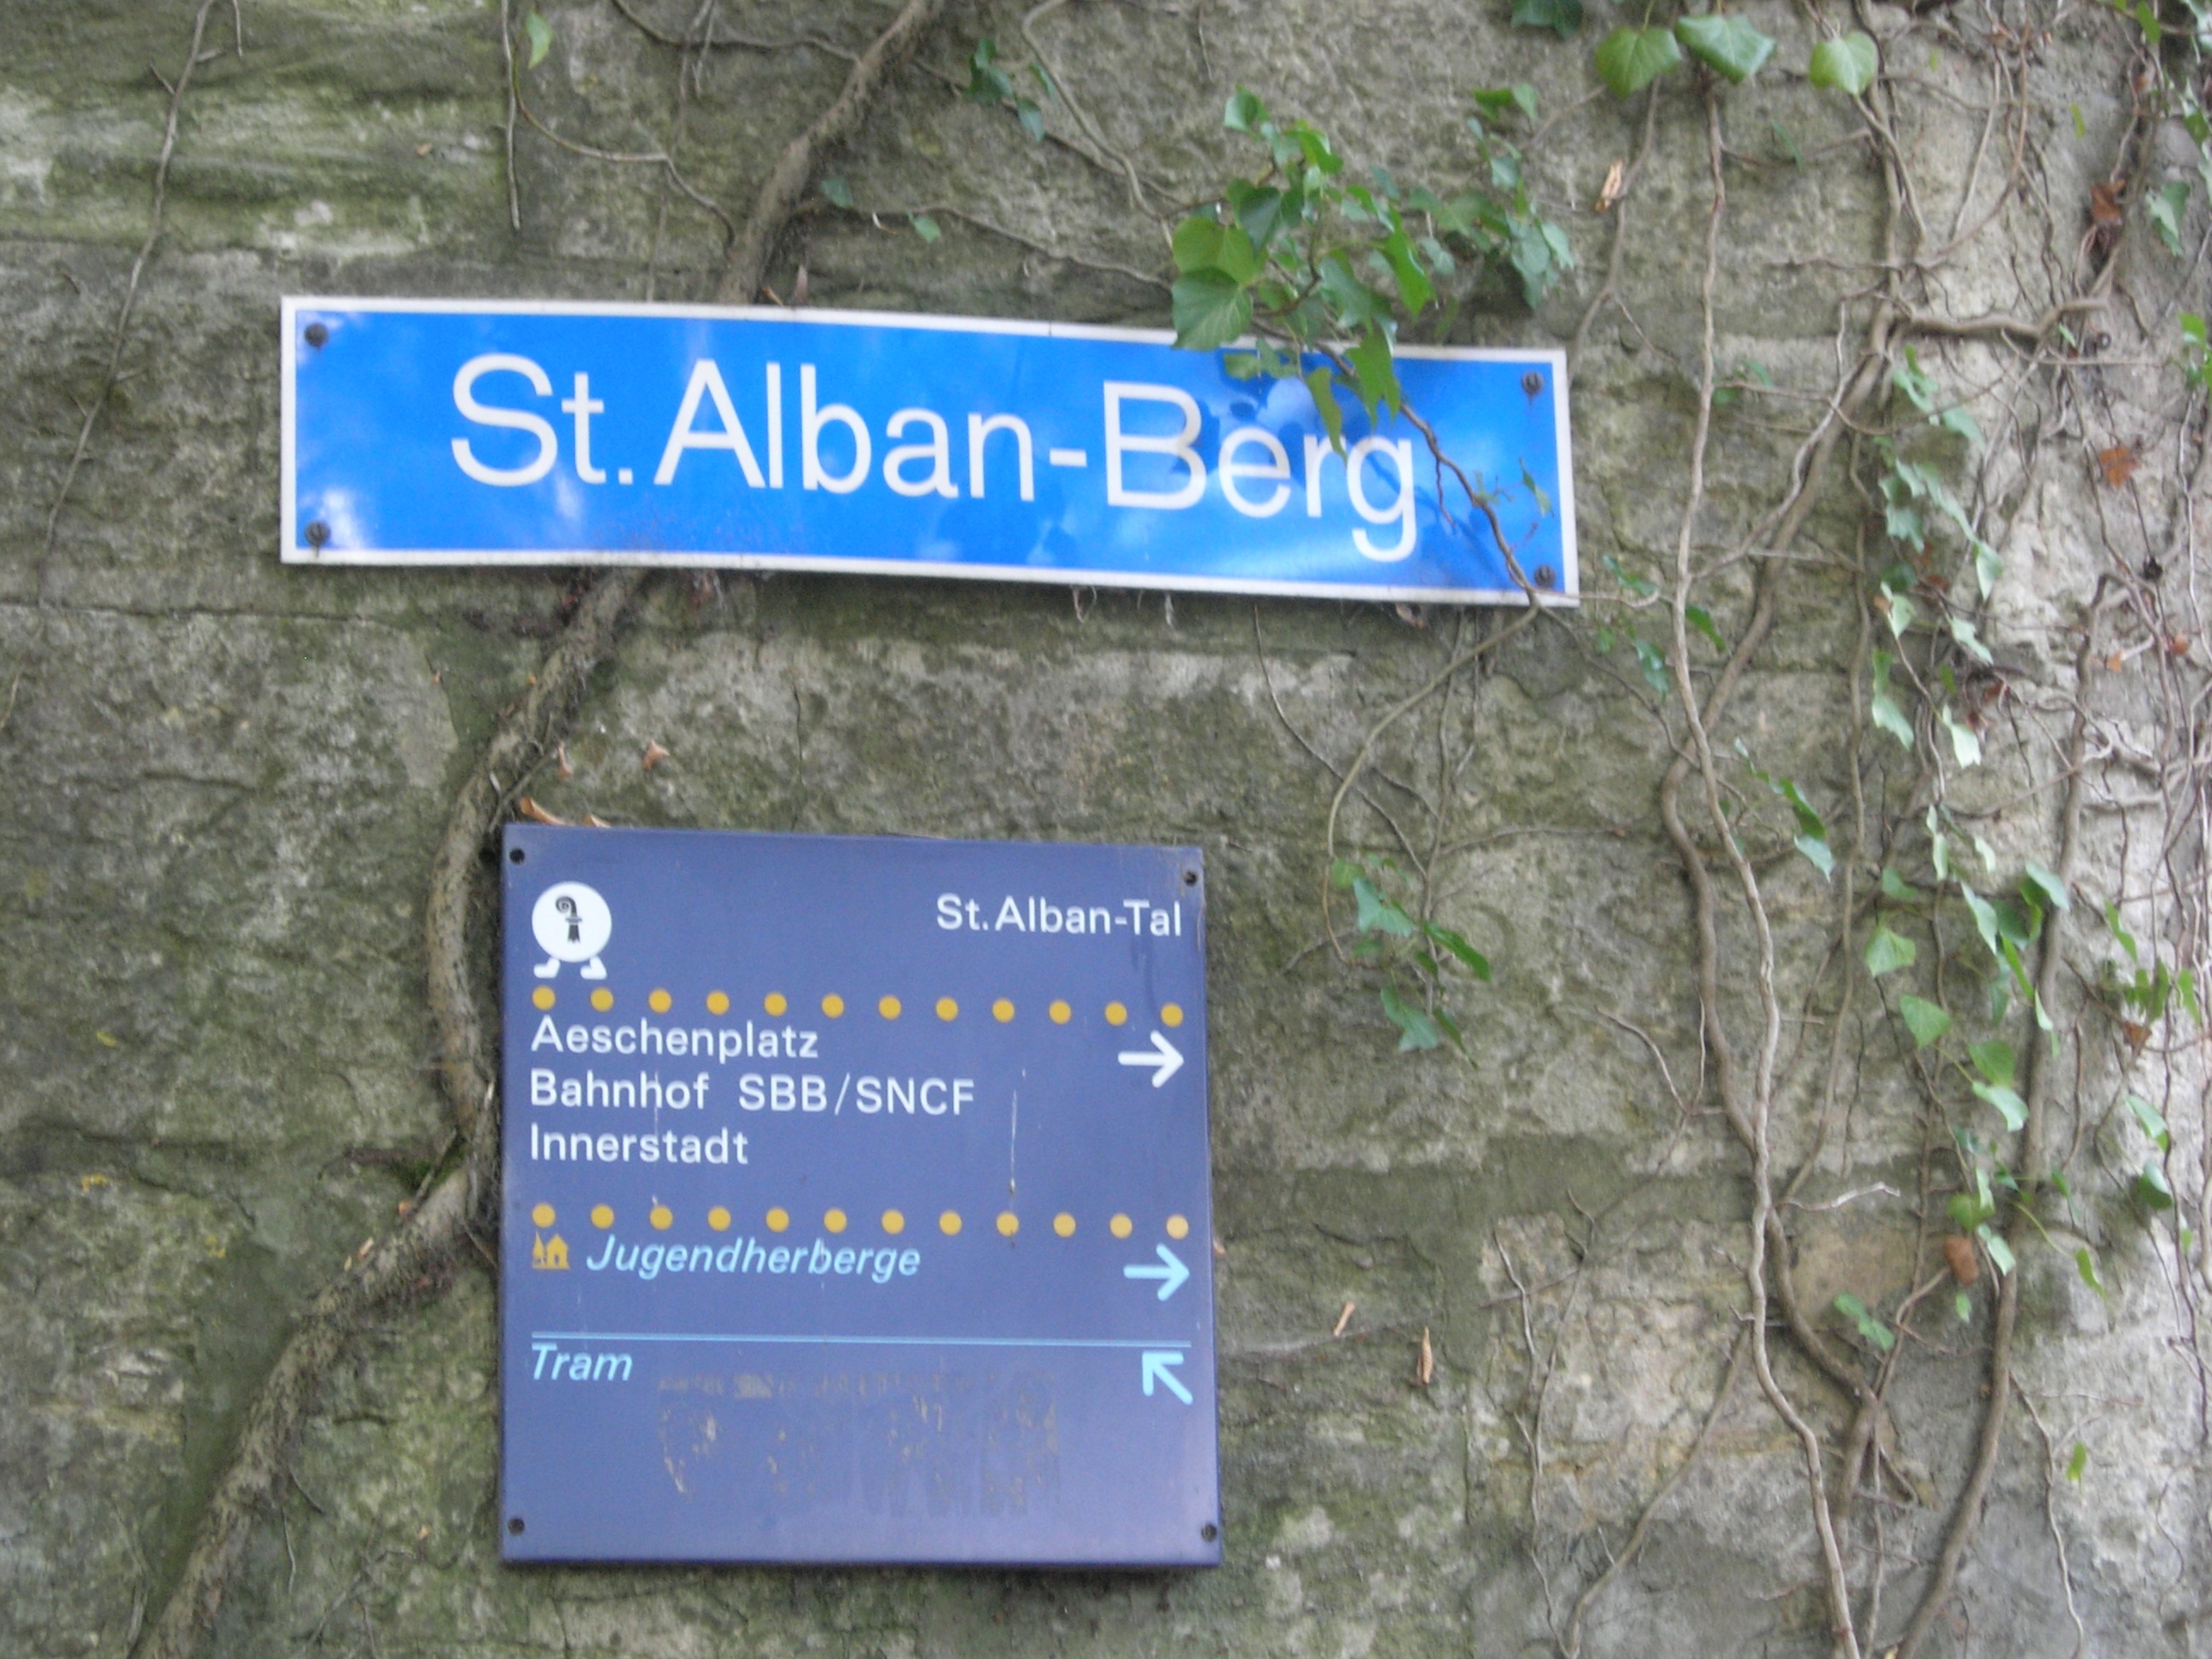 St. Alban-Berg
St. Alban-Tal
Aeschenplatz
Bahnhof SBB/SNCF
Innerstadt
Jugendherberge
Tram